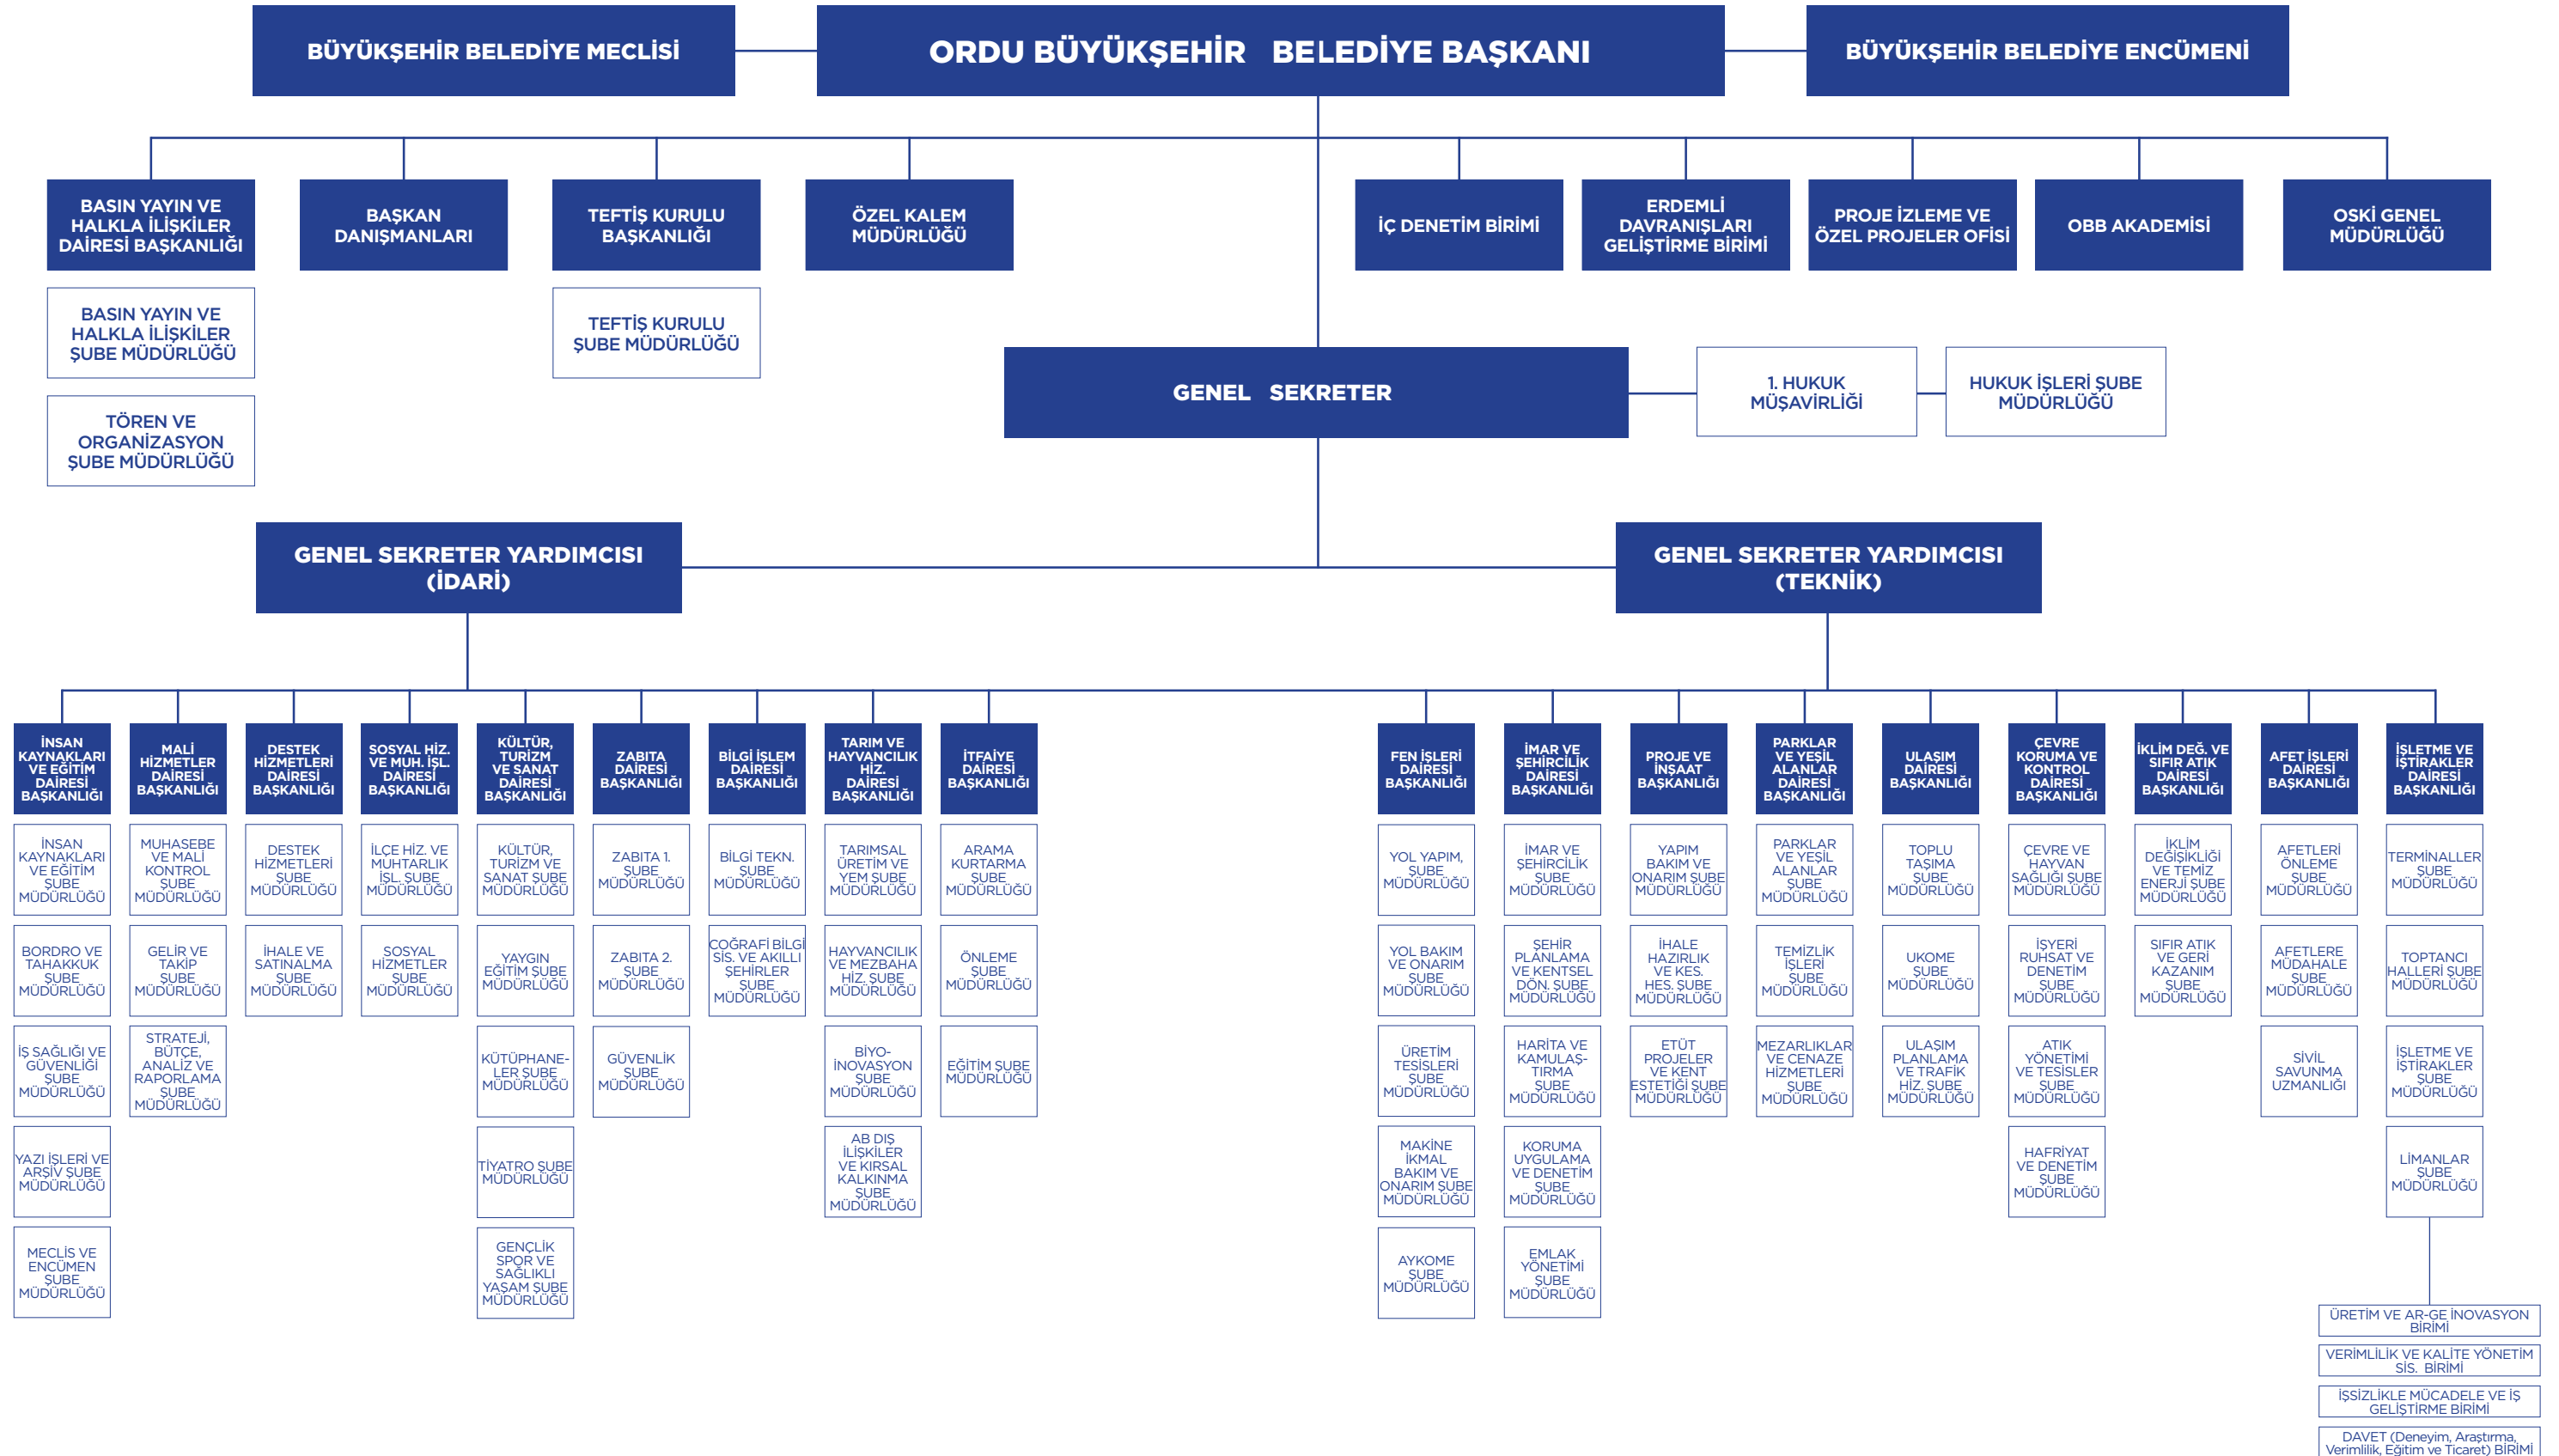 BÜYÜKŞEHİR BELEDİYE MECLİSİ
ORDU BÜYÜKŞEHİR BELEDİYE BAŞKANI
BÜYÜKŞEHİR BELEDİYE ENCÜMENİ
BASIN YAYIN VE
HALKLA İLİŞKİLER
DAİRESİ BAŞKANLIĞI
BAŞKAN
DANIŞMANLARI
TEFTİŞ KURULU
BAŞKANLIĞI
ÖZEL KALEM
MÜDÜRLÜĞÜ
İÇ DENETİM BİRİMİ
ERDEMLİ
DAVRANIŞLARI
GELİŞTİRME BİRİMİ
PROJE İZLEME VE
ÖZEL PROJELER OFİSİ
OBB AKADEMİSİ
OSKİ GENEL
MÜDÜRLÜĞÜ
BASIN YAYIN VE
HALKLA İLİŞKİLER
ŞUBE MÜDÜRLÜĞÜ
TEFTİŞ KURULU
ŞUBE MÜDÜRLÜĞÜ
TÖREN VE
ORGANİZASYON
ŞUBE MÜDÜRLÜĞÜ
GENEL SEKRETER
1. HUKUK
MÜŞAVİRLİĞİ
HUKUK İŞLERİ ŞUBE
MÜDÜRLÜĞÜ
GENEL SEKRETER YARDIMCISI
(İDARİ)
GENEL SEKRETER YARDIMCISI
(TEKNİK)
İNSAN
KAYNAKLARI
VE EĞİTİM
DAİRESİ
BAŞKANLIĞI
MALİ
HİZMETLER
DAİRESİ
BAŞKANLIĞI
DESTEK
HİZMETLERİ
DAİRESİ
BAŞKANLIĞI
SOSYAL HİZ.
VE MUH. İŞL.
DAİRESİ
BAŞKANLIĞI
KÜLTÜR,
TURİZM
VE SANAT
DAİRESİ
BAŞKANLIĞI
ZABITA
DAİRESİ
BAŞKANLIĞI
BİLGİ İŞLEM
DAİRESİ
BAŞKANLIĞI
TARIM VE
HAYVANCILIK
HİZ.
DAİRESİ
BAŞKANLIĞI
İTFAİYE
DAİRESİ
BAŞKANLIĞI
FEN İŞLERİ
DAİRESİ
BAŞKANLIĞI
İMAR VE
ŞEHİRCİLİK
DAİRESİ
BAŞKANLIĞI
PROJE VE
İNŞAAT
BAŞKANLIĞI
PARKLAR
VE YEŞİL
ALANLAR
DAİRESİ
BAŞKANLIĞI
ULAŞIM
DAİRESİ
BAŞKANLIĞI
ÇEVRE
KORUMA VE
KONTROL
DAİRESİ
BAŞKANLIĞI
İKLİM DEĞ. VE
SIFIR ATIK
DAİRESİ
BAŞKANLIĞI
AFET İŞLERİ
DAİRESİ
BAŞKANLIĞI
İŞLETME VE
İŞTİRAKLER
DAİRESİ
BAŞKANLIĞI
İNSAN
KAYNAKLARI
VE EĞİTİM
ŞUBE
MÜDÜRLÜĞÜ
MUHASEBE
VE MALİ
KONTROL
ŞUBE
MÜDÜRLÜĞÜ
DESTEK
HİZMETLERİ
ŞUBE
MÜDÜRLÜĞÜ
İLÇE HİZ. VE
MUHTARLIK
İŞL. ŞUBE
MÜDÜRLÜĞÜ
KÜLTÜR,
TURİZM VE
SANAT ŞUBE
MÜDÜRLÜĞÜ
ZABITA 1.
ŞUBE
MÜDÜRLÜĞÜ
BİLGİ TEKN.
ŞUBE
MÜDÜRLÜĞÜ
TARIMSAL
ÜRETİM VE
YEM ŞUBE
MÜDÜRLÜĞÜ
ARAMA
KURTARMA
ŞUBE
MÜDÜRLÜĞÜ
YOL YAPIM,
ŞUBE
MÜDÜRLÜĞÜ
İMAR VE
ŞEHİRCİLİK
ŞUBE
MÜDÜRLÜĞÜ
YAPIM
BAKIM VE
ONARIM ŞUBE
MÜDÜRLÜĞÜ
PARKLAR
VE YEŞİL
ALANLAR
ŞUBE
MÜDÜRLÜĞÜ
TOPLU
TAŞIMA
ŞUBE
MÜDÜRLÜĞÜ
ÇEVRE VE
HAYVAN
SAĞLIĞI ŞUBE
MÜDÜRLÜĞÜ
İKLİM
DEĞİŞİKLİĞİ
VE TEMİZ
ENERJİ ŞUBE
MÜDÜRLÜĞÜ
AFETLERİ
ÖNLEME
ŞUBE
MÜDÜRLÜĞÜ
TERMİNALLER
ŞUBE
MÜDÜRLÜĞÜ
BORDRO VE
TAHAKKUK
ŞUBE
MÜDÜRLÜĞÜ
GELİR VE
TAKİP
ŞUBE
MÜDÜRLÜĞÜ
İHALE VE
SATINALMA
ŞUBE
MÜDÜRLÜĞÜ
SOSYAL
HİZMETLER
ŞUBE
MÜDÜRLÜĞÜ
YAYGIN
EĞİTİM ŞUBE
MÜDÜRLÜĞÜ
ZABITA 2.
ŞUBE
MÜDÜRLÜĞÜ
COĞRAFİ BİLGİ
SİS. VE AKILLI
ŞEHİRLER
ŞUBE
MÜDÜRLÜĞÜ
HAYVANCILIK
VE MEZBAHA
HİZ. ŞUBE
MÜDÜRLÜĞÜ
ÖNLEME
ŞUBE
MÜDÜRLÜĞÜ
YOL BAKIM
VE ONARIM
ŞUBE
MÜDÜRLÜĞÜ
ŞEHİR
PLANLAMA
VE KENTSEL
DÖN. ŞUBE
MÜDÜRLÜĞÜ
İHALE
HAZIRLIK
VE KES.
HES. ŞUBE
MÜDÜRLÜĞÜ
TEMİZLİK
İŞLERİ
ŞUBE
MÜDÜRLÜĞÜ
UKOME
ŞUBE
MÜDÜRLÜĞÜ
İŞYERİ
RUHSAT VE
DENETİM
ŞUBE
MÜDÜRLÜĞÜ
SIFIR ATIK
VE GERİ
KAZANIM
ŞUBE
MÜDÜRLÜĞÜ
AFETLERE
MÜDAHALE
ŞUBE
MÜDÜRLÜĞÜ
TOPTANCI
HALLERİ ŞUBE
MÜDÜRLÜĞÜ
İŞ SAĞLIĞI VE
GÜVENLİĞİ
ŞUBE
MÜDÜRLÜĞÜ
STRATEJİ,
BÜTÇE,
ANALİZ VE
RAPORLAMA
ŞUBE
MÜDÜRLÜĞÜ
KÜTÜPHANE-
LER ŞUBE
MÜDÜRLÜĞÜ
GÜVENLİK
ŞUBE
MÜDÜRLÜĞÜ
BİYO-
İNOVASYON
ŞUBE
MÜDÜRLÜĞÜ
EĞİTİM ŞUBE
MÜDÜRLÜĞÜ
ÜRETİM
TESİSLERİ
ŞUBE
MÜDÜRLÜĞÜ
HARİTA VE
KAMULAŞ-
TIRMA
ŞUBE
MÜDÜRLÜĞÜ
ETÜT
PROJELER
VE KENT
ESTETİĞİ ŞUBE
MÜDÜRLÜĞÜ
MEZARLIKLAR
VE CENAZE
HİZMETLERİ
ŞUBE
MÜDÜRLÜĞÜ
ULAŞIM
PLANLAMA
VE TRAFİK
HİZ. ŞUBE
MÜDÜRLÜĞÜ
ATIK
YÖNETİMİ
VE TESİSLER
ŞUBE
MÜDÜRLÜĞÜ
SİVİL
SAVUNMA
UZMANLIĞI
İŞLETME VE
İŞTİRAKLER
ŞUBE
MÜDÜRLÜĞÜ
YAZI İŞLERİ VE
ARŞİV ŞUBE
MÜDÜRLÜĞÜ
TİYATRO ŞUBE
MÜDÜRLÜĞÜ
AB DIŞ
İLİŞKİLER
VE KIRSAL
KALKINMA
ŞUBE
MÜDÜRLÜĞÜ
MAKİNE
İKMAL
BAKIM VE
ONARIM ŞUBE
MÜDÜRLÜĞÜ
KORUMA
UYGULAMA
VE DENETİM
ŞUBE
MÜDÜRLÜĞÜ
HAFRİYAT
VE DENETİM
ŞUBE
MÜDÜRLÜĞÜ
LİMANLAR
ŞUBE
MÜDÜRLÜĞÜ
MECLİS VE
ENCÜMEN
ŞUBE
MÜDÜRLÜĞÜ
GENÇLİK
SPOR VE
SAĞLIKLI
YAŞAM ŞUBE
MÜDÜRLÜĞÜ
AYKOME
ŞUBE
MÜDÜRLÜĞÜ
EMLAK
YÖNETİMİ
ŞUBE
MÜDÜRLÜĞÜ
ÜRETİM VE AR-GE İNOVASYON
BİRİMİ
VERİMLİLİK VE KALİTE YÖNETİM
SİS. BİRİMİ
İŞSİZLİKLE MÜCADELE VE İŞ
GELİŞTİRME BİRİMİ
DAVET (Deneyim, Araştırma,
Verimlilik, Eğitim ve Ticaret) BİRİMİ